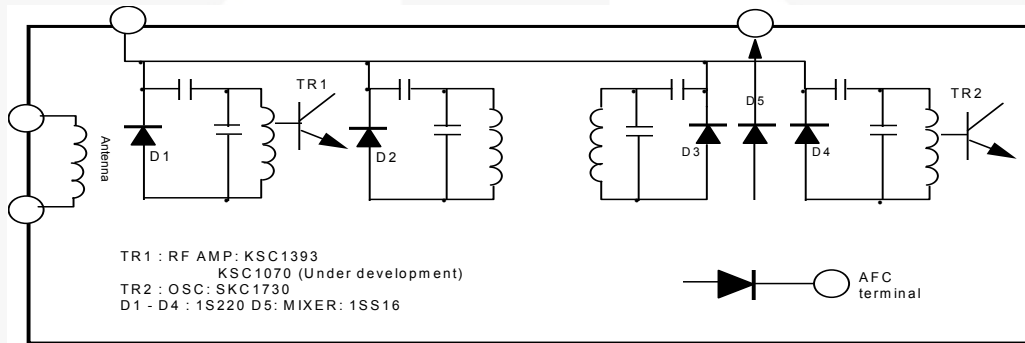 TR1
TR2
D5
Antenna
D1
D2
D3
D4
TR1 : RF AMP: KSC1393
KSC1070 (Under development)
TR2 : OSC: SKC1730
D1 - D4 : 1S220 D5: MIXER: 1SS16
AFC
terminal